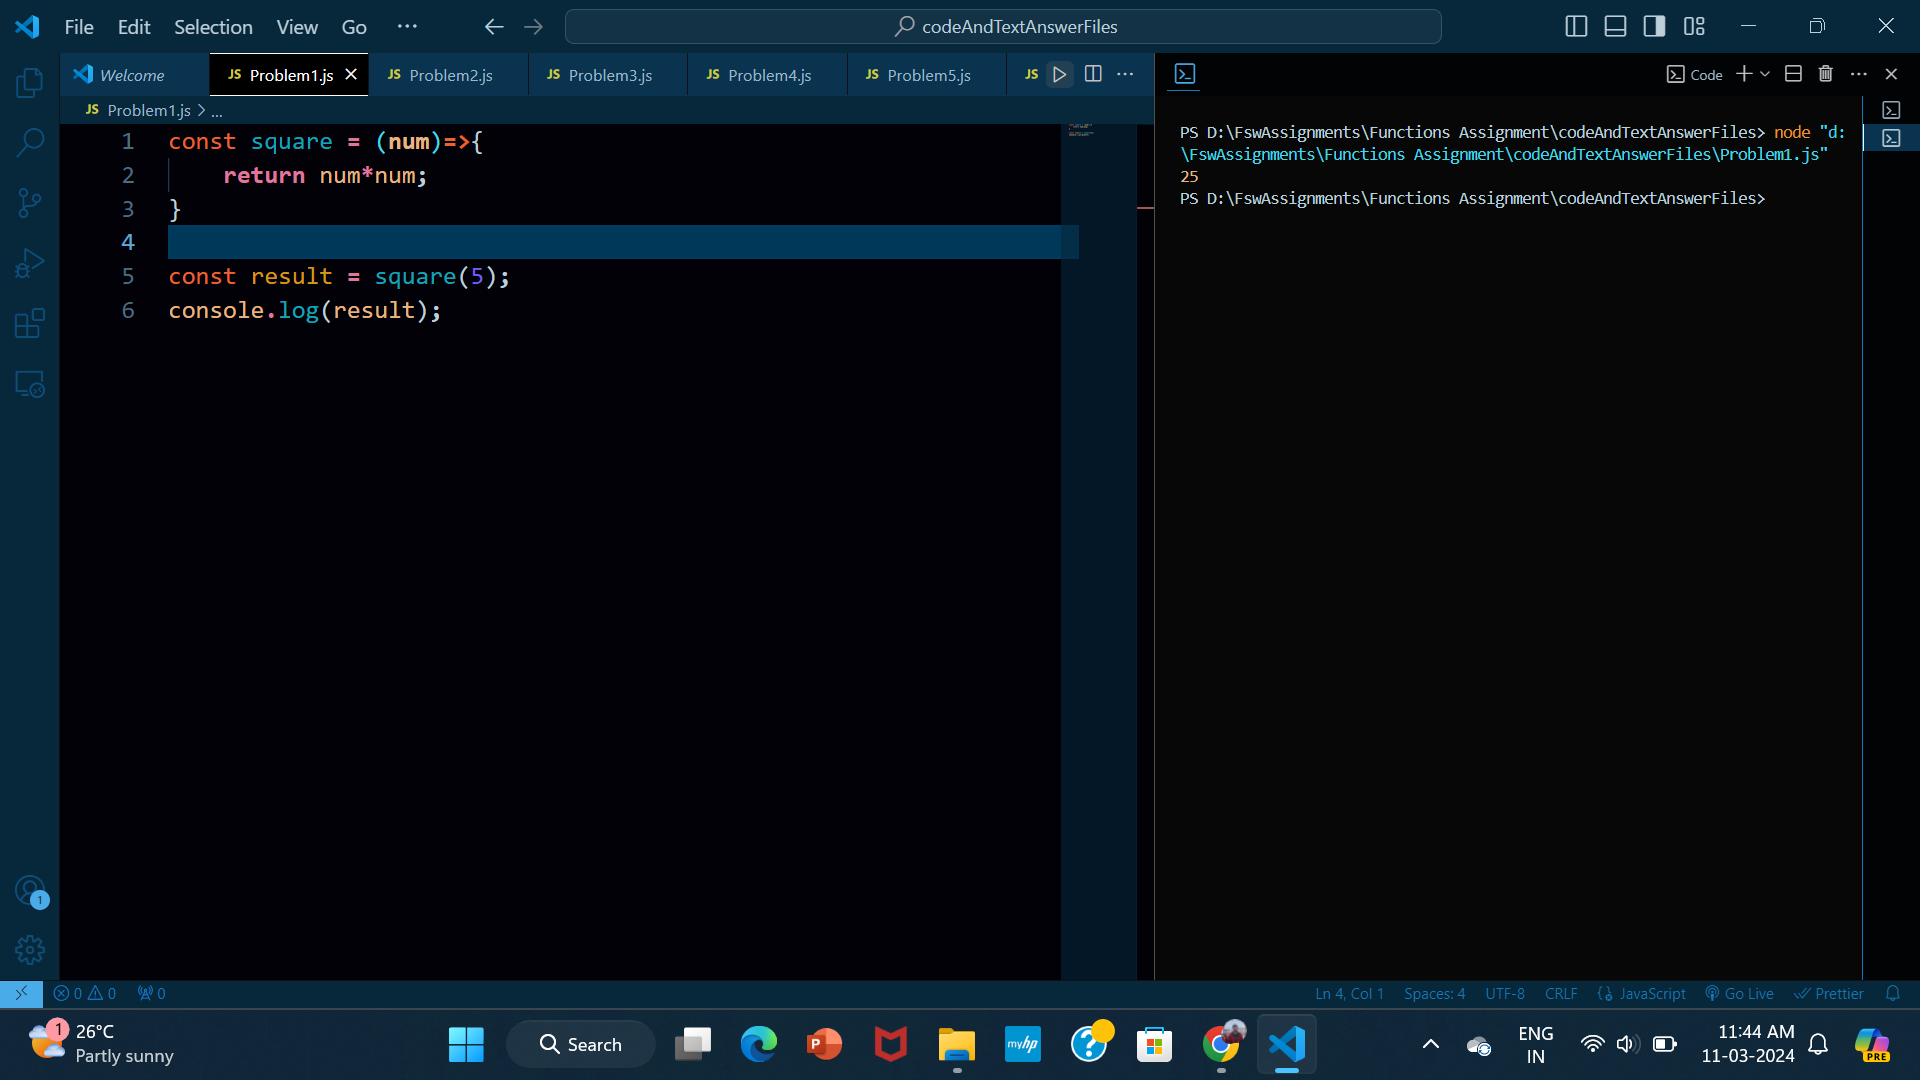 File Edit Selection View Go ··· codeAndTextAnswerFiles
Welcome JS Problem1.js JS Problem2.js JS Problem3.js JS Problem4.js JS Problem5.js JS
Code
JS Problem1.js > ...
1 const square = (num)=>{
2 return num*num;
3 }
4
5 const result = square(5);
6 console.log(result);
PS D:\FswAssignments\Functions Assignment\codeAndTextAnswerFiles> node "d:
\FswAssignments\Functions Assignment\codeAndTextAnswerFiles\Problem1.js"
25
PS D:\FswAssignments\Functions Assignment\codeAndTextAnswerFiles>
1
0 0 0 Ln 4, Col 1 Spaces: 4 UTF-8 CRLF {} JavaScript Go Live Prettier
1 26°C
Partly sunny
Search
P
myhp
?
ENG
IN
11:44 AM
11-03-2024
PRE